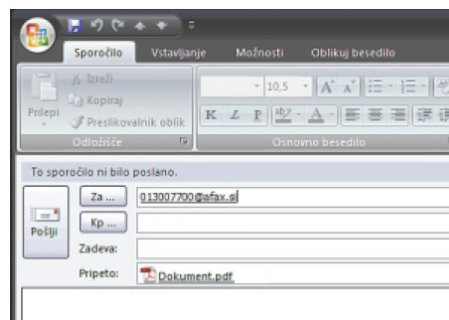 Sporočilo Vstavljanje Možnosti Oblikuj besedilo
Izreži
Kopiraj
Preslikovalnik oblik
Prilepi
10,5
A A
K Z P ab A
Odložišče Osnovno besedilo
To sporočilo ni bilo poslano.
Pošlji
Za ... 013007700@afax.si
Kp ...
Zadeva:
Pripeto: Dokument.pdf